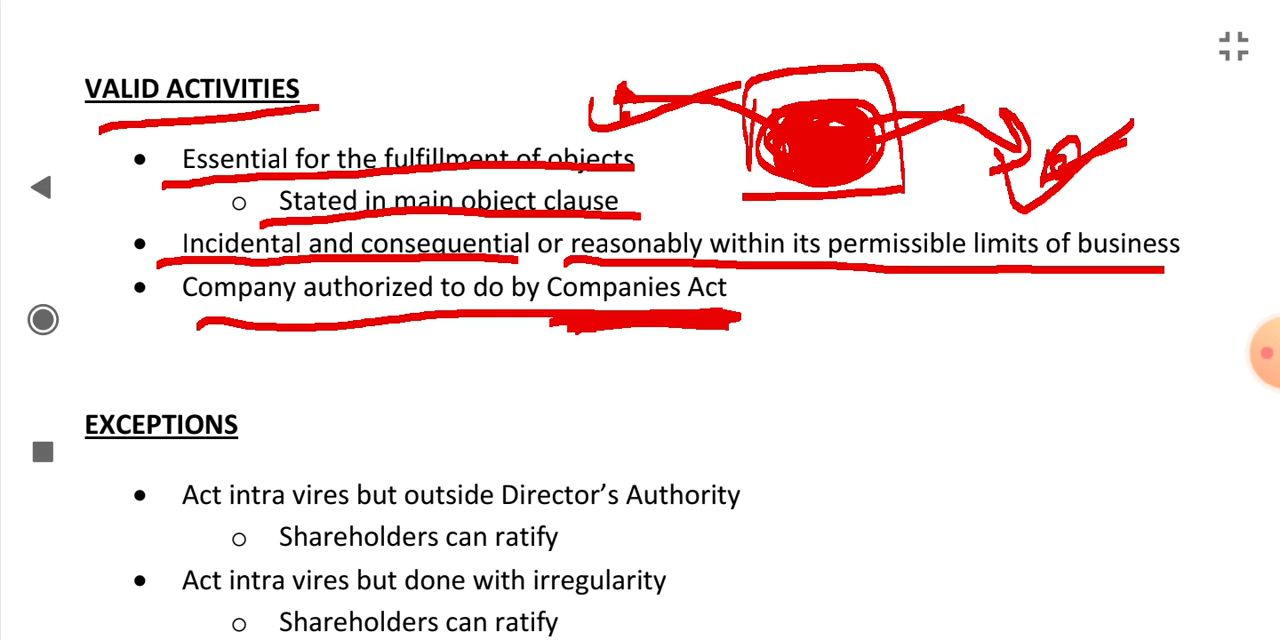 VALID ACTIVITIES
• Essential for the fulfillment of objects
o Stated in main object clause
• Incidental and consequential or reasonably within its permissible limits of business
• Company authorized to do by Companies Act
EXCEPTIONS
• Act intra vires but outside Director’s Authority
o Shareholders can ratify
• Act intra vires but done with irregularity
o Shareholders can ratify